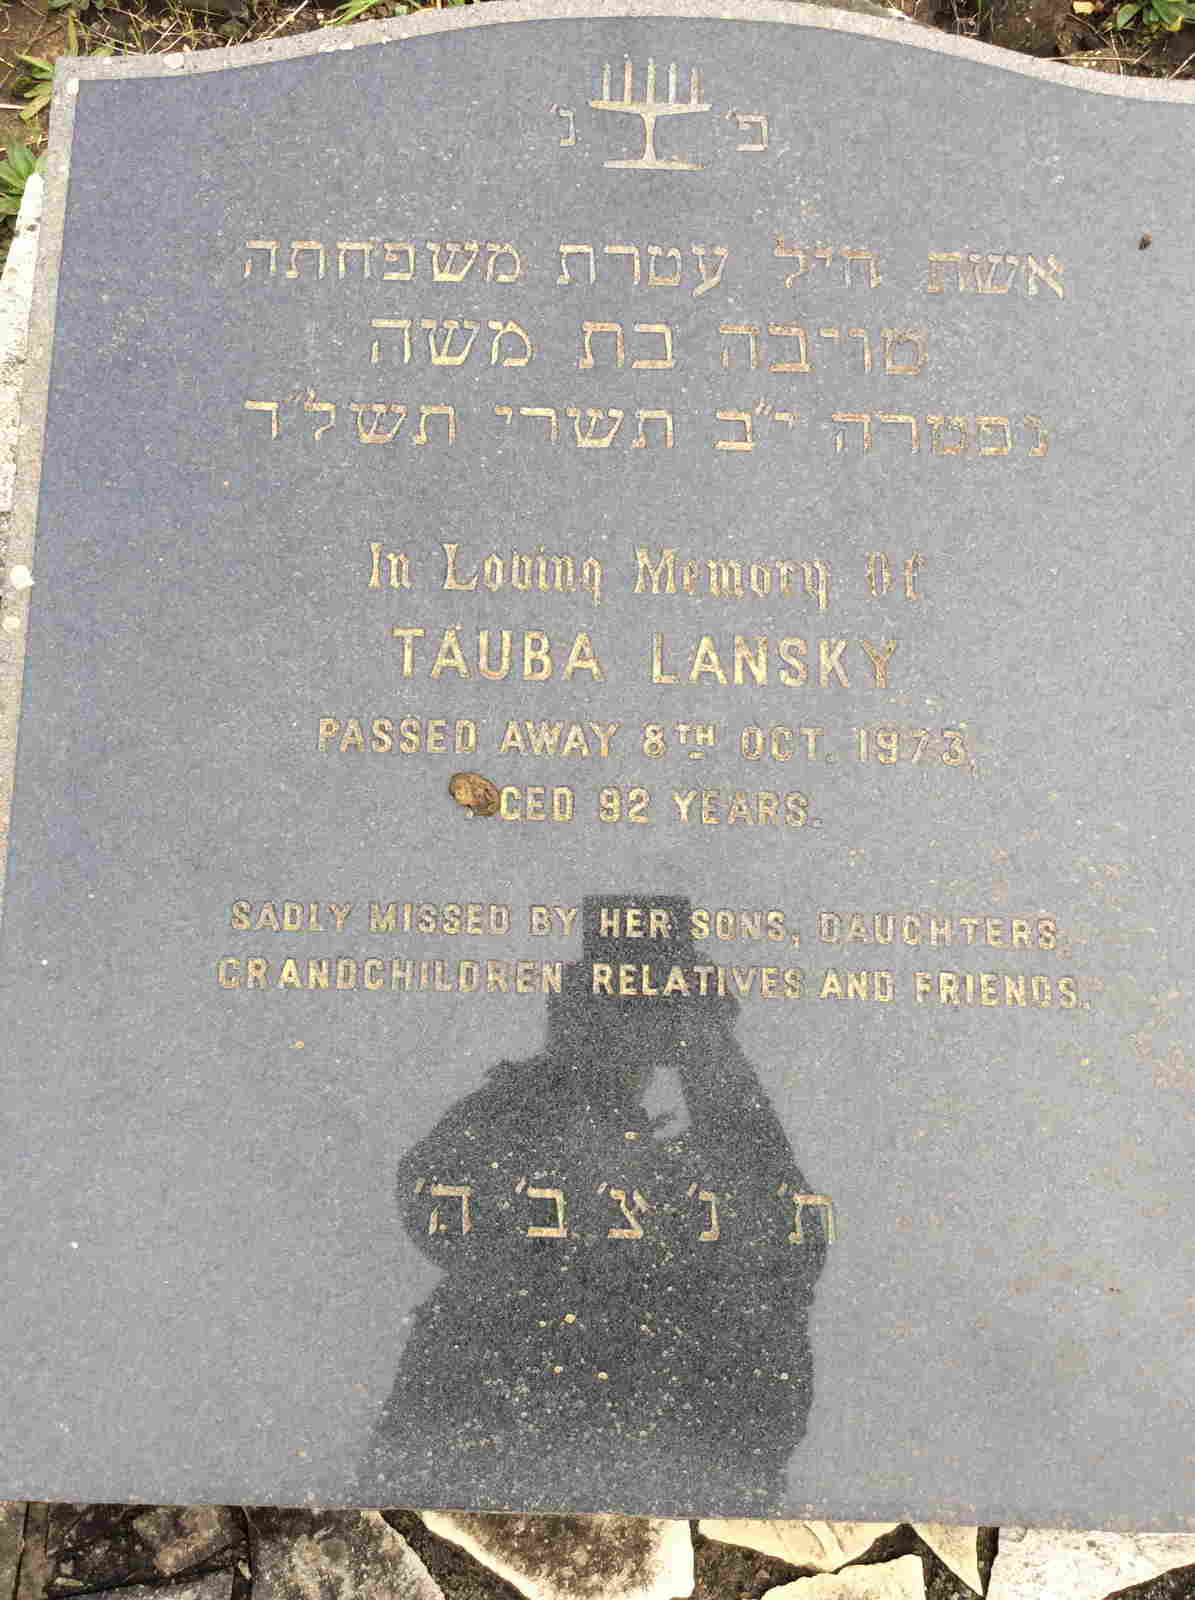 פ' נ'
אשת חיל עטרת משפחתה
טויבה בת משה
נפטרה י"ב תשרי תשל"ד
In Loving Memory Of
TAUBA LANSKY
PASSED AWAY 8TH OCT. 1973,
AGED 92 YEARS.
SADLY MISSED BY HER SONS, DAUGHTERS,
GRANDCHILDREN RELATIVES AND FRIENDS.
ת' נ' צ' ב' ה'